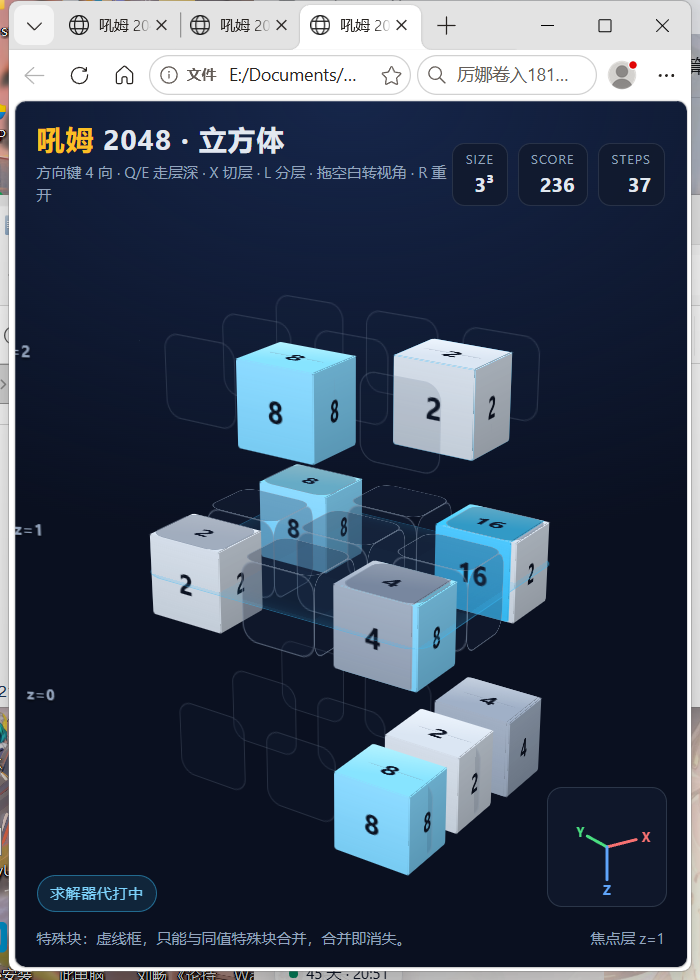 吼姆 20
吼姆 20
吼姆 20
文件 E:/Documents/...
厉娜卷入181...
吼姆 2048 · 立方体
方向键 4 向 · Q/E 走层深 · X 切层 · L 分层 · 拖空白转视角 · R 重
开
SIZE
3³
SCORE
236
STEPS
37
=2
8
8
8
2
2
2
z=1
8
8
8
2
2
2
16
16
2
4
4
8
z=0
4
4
2
2
8
8
8
Y
X
Z
求解器代打中
特殊块：虚线框，只能与同值特殊块合并，合并即消失。
焦点层 z=1
45 天 · 20:51